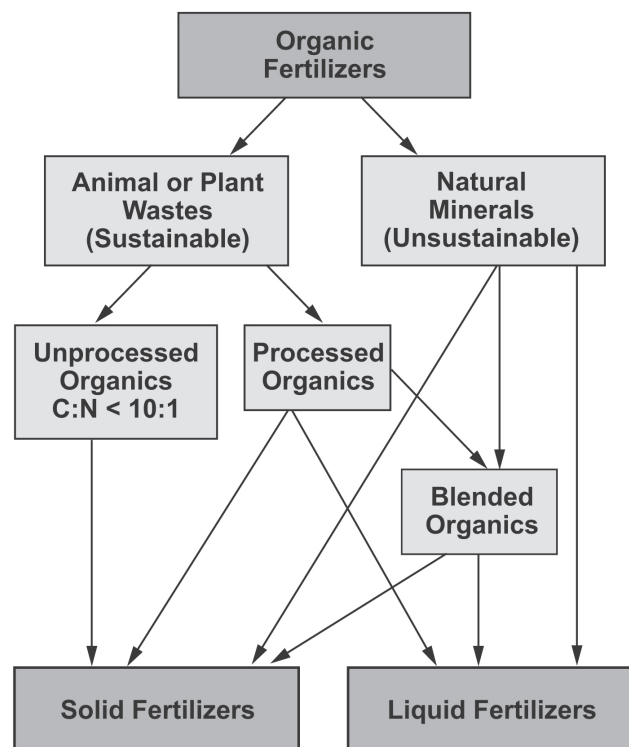 Organic
Fertilizers
Animal or Plant
Wastes
(Sustainable)
Natural
Minerals
(Unsustainable)
Unprocessed
Organics
C:N < 10:1
Processed
Organics
Blended
Organics
Solid Fertilizers
Liquid Fertilizers